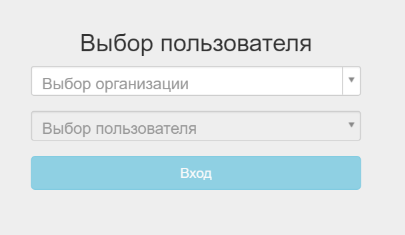 Выбор пользователя
Выбор организации
Выбор пользователя
Вход